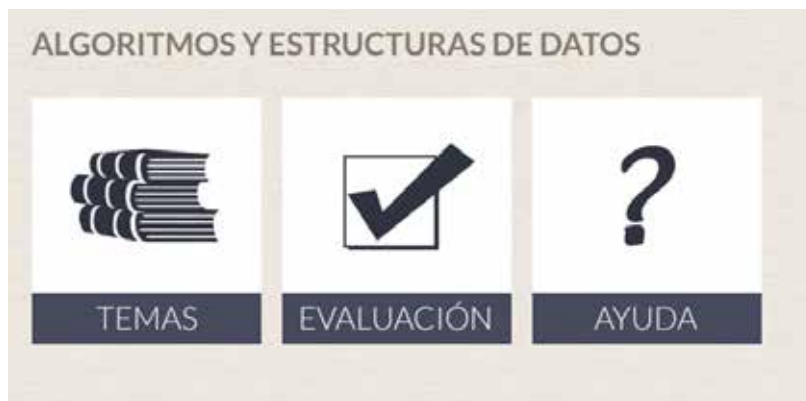 ALGORITMOS Y ESTRUCTURAS DE DATOS
TEMAS
EVALUACIÓN
AYUDA